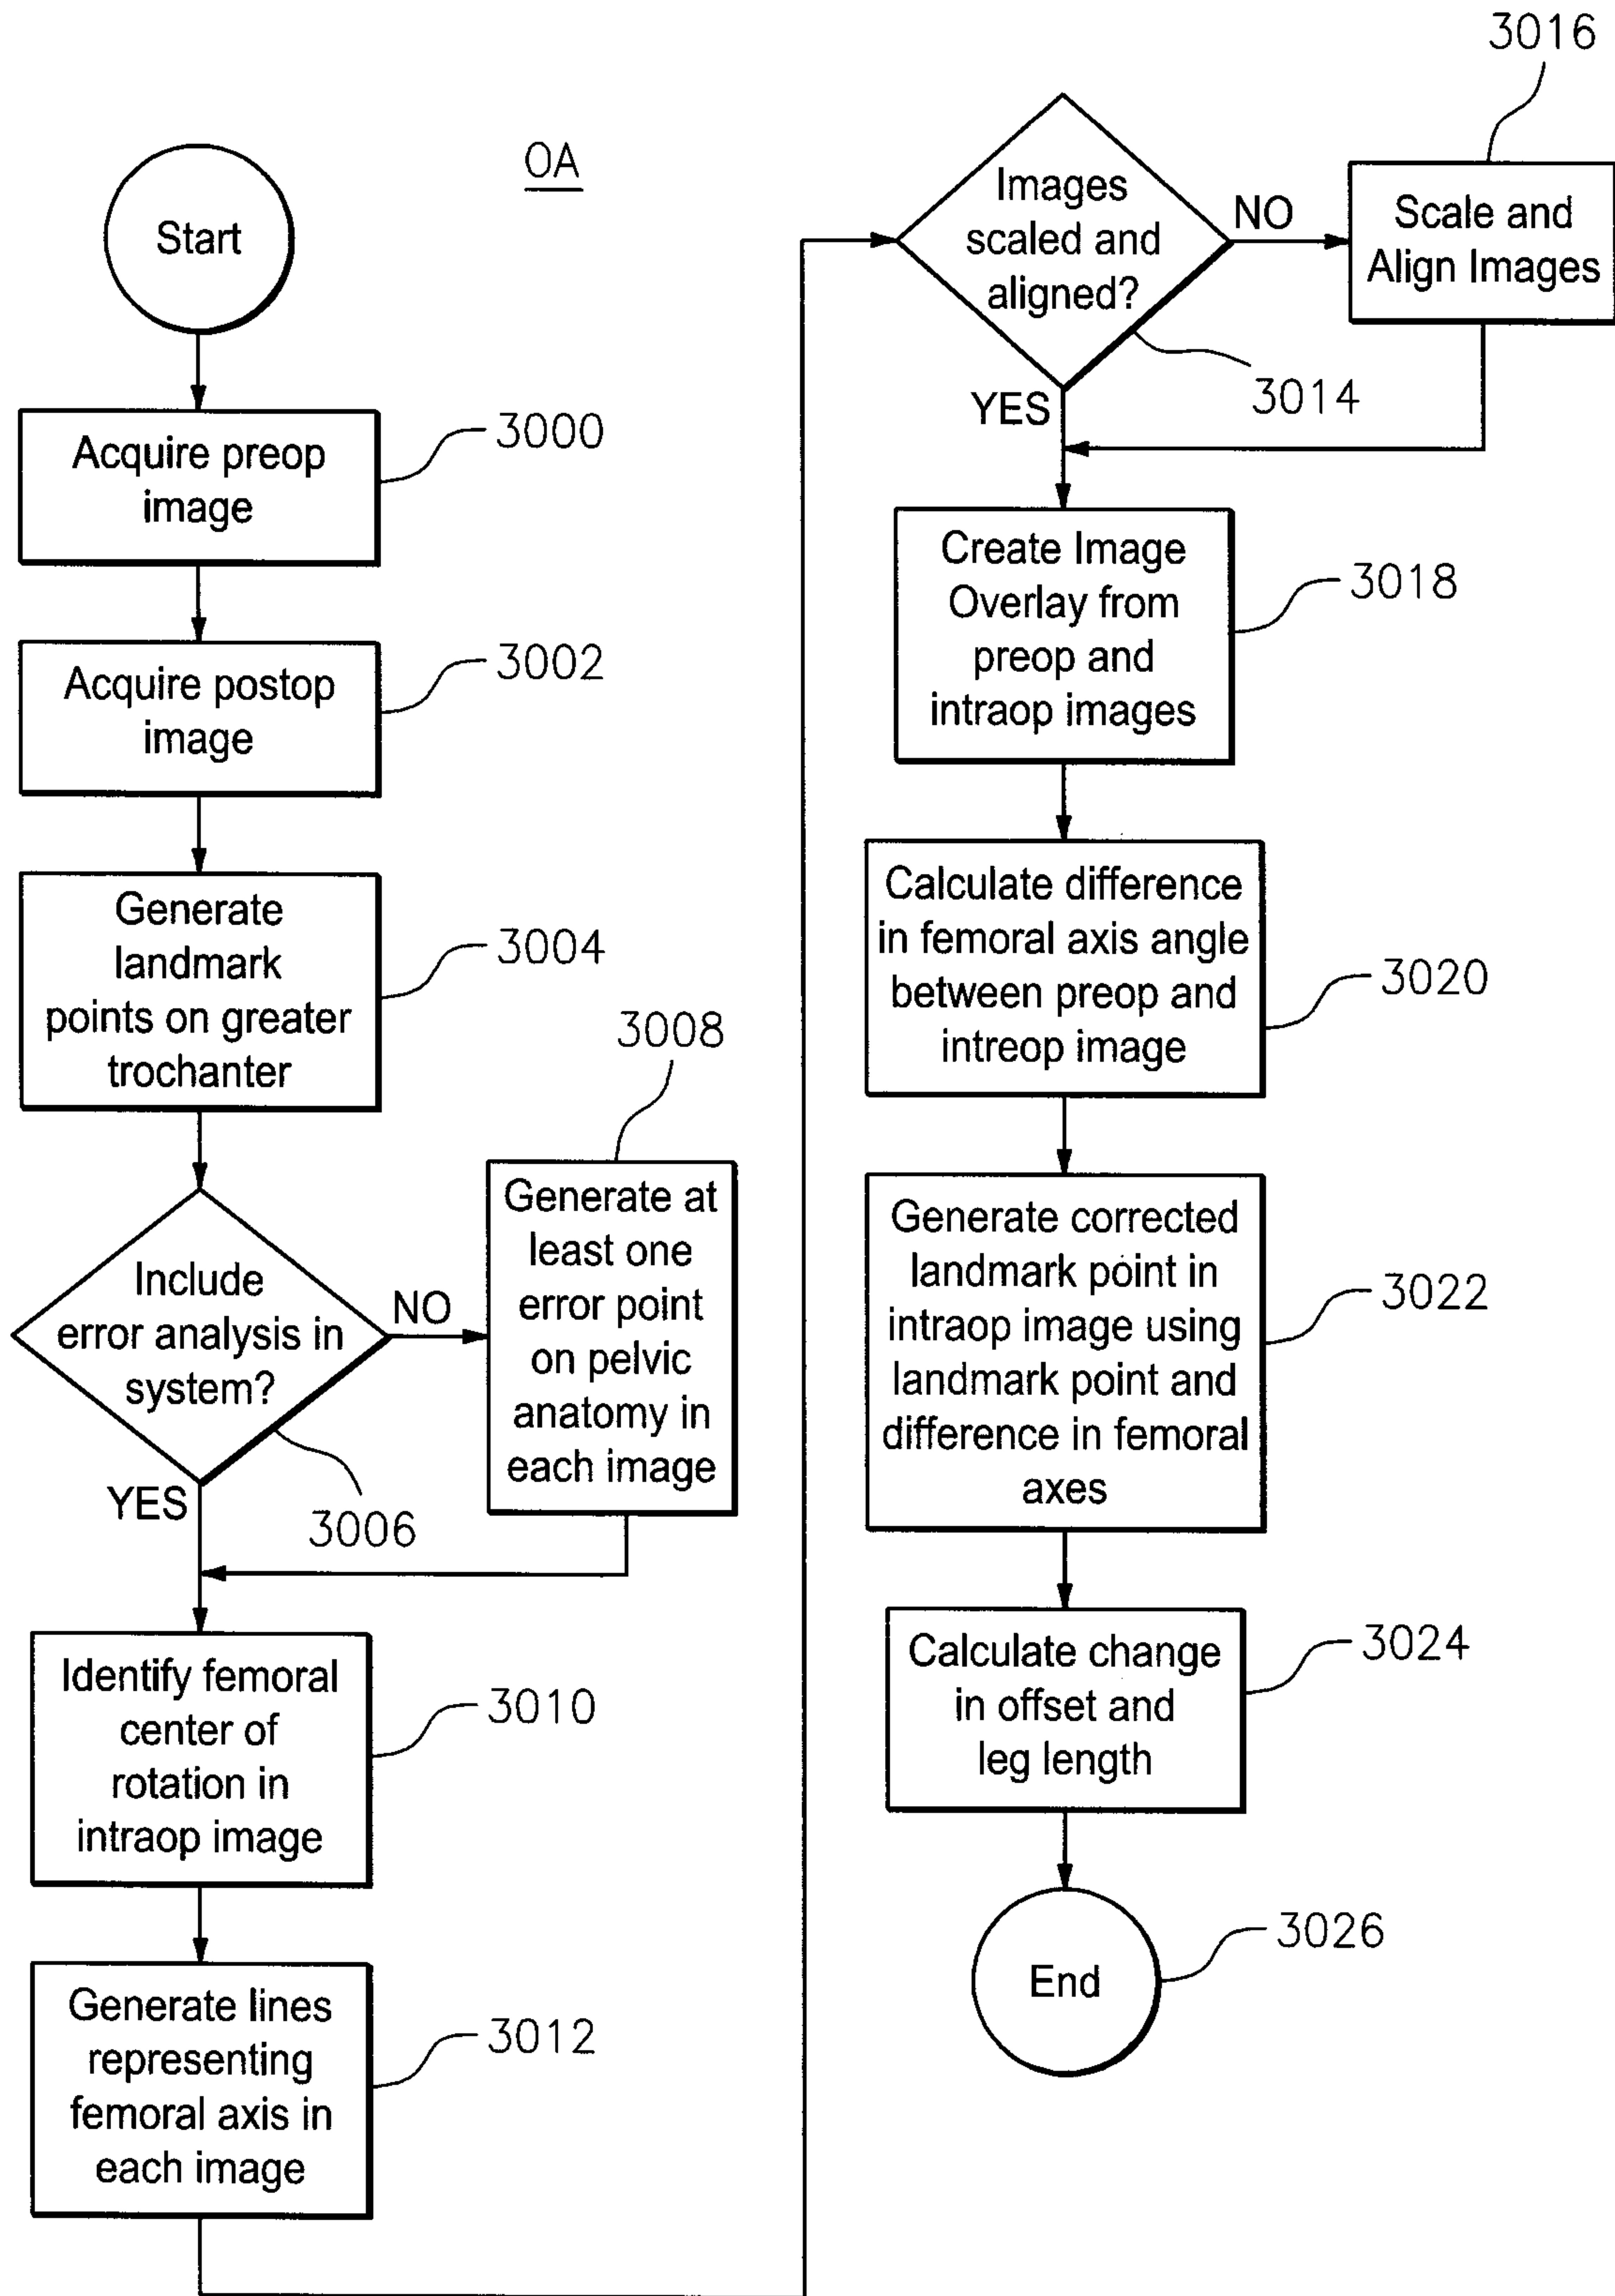 OA
Start
Acquire preop
image
3000
Acquire postop
image
3002
Generate
landmark
points on greater
trochanter
3004
Include
error analysis in
system?
3006
NO
YES
3008
Generate at
least one
error point
on pelvic
anatomy in
each image
Identify femoral
center of
rotation in
intraop image
3010
Generate lines
representing
femoral axis in
each image
3012
Images
scaled and
aligned?
3014
NO
YES
3016
Scale and
Align Images
Create Image
Overlay from
preop and
intraop images
3018
Calculate difference
in femoral axis angle
between preop and
intreop image
3020
Generate corrected
landmark point in
intraop image using
landmark point and
difference in femoral
axes
3022
Calculate change
in offset and
leg length
3024
End
3026